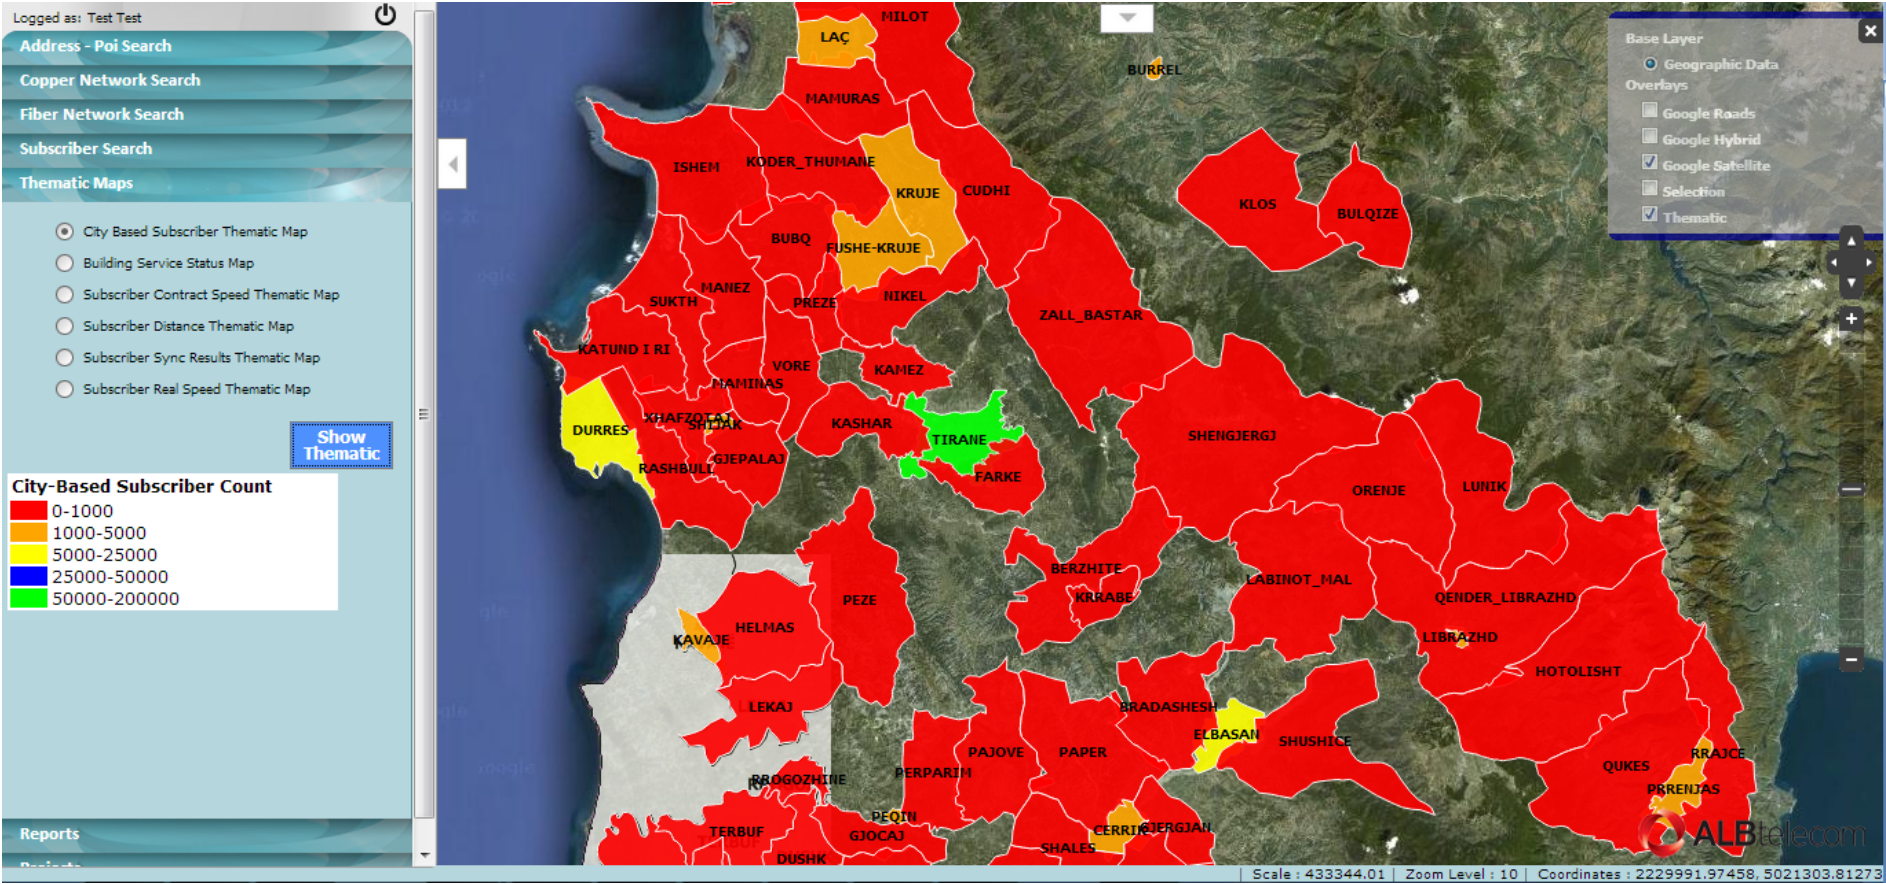 Logged as: Test Test
Address - Poi Search
Copper Network Search
Fiber Network Search
Subscriber Search
Thematic Maps
City Based Subscriber Thematic Map
Building Service Status Map
Subscriber Contract Speed Thematic Map
Subscriber Distance Thematic Map
Subscriber Sync Results Thematic Map
Subscriber Real Speed Thematic Map
Show
Thematic
City-Based Subscriber Count
0-1000
1000-5000
5000-25000
25000-50000
50000-200000
Reports
MILOT
LAÇ
BURREL
MAMURAS
ISHEM
KODER_THUMANE
KRUJE
CUDHI
KLOS
BULQIZE
BUBQ
FUSHE-KRUJE
MANEZ
SUKTH
PREZE
NIKEL
ZALL_BASTAR
KATUND I RI
VORE
KAMEZ
MAMINAS
XHAFZOTAJ
SHIJAK
KASHAR
DURRES
TIRANE
SHENGJERGJ
GJEPALAJ
RASHBULL
FARKE
ORENJE
LUNIK
BERZHITE
LABINOT_MAL
KRRABE
QENDER_LIBRAZHD
PEZE
HELMAS
KAVAJE
LIBRAZHD
HOTOLISHT
LEKAJ
BRADASHESH
ELBASAN
SHUSHICE
PAJOVE
PAPER
RRAJCE
QUKES
PERPARIM
RROGOZHINE
PRRENJAS
PEQIN
TERBUF
GJOCAJ
CERRIK
GJERGJAN
SHALES
DUSHK
Base Layer
Geographic Data
Overlays
Google Roads
Google Hybrid
Google Satellite
Selection
Thematic
ALBtelecom
| Scale : 433344.01 | Zoom Level : 10 | Coordinates : 2229991.97458, 5021303.81273